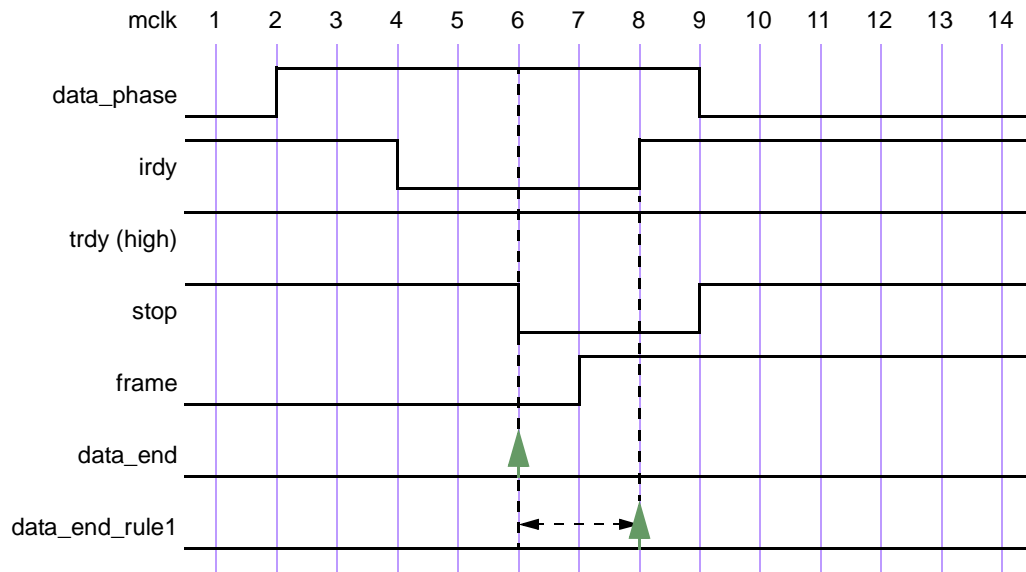 mclk 1 2 3 4 5 6 7 8 9 10 11 12 13 14
data_phase
irdy
trdy (high)
stop
frame
data_end
data_end_rule1